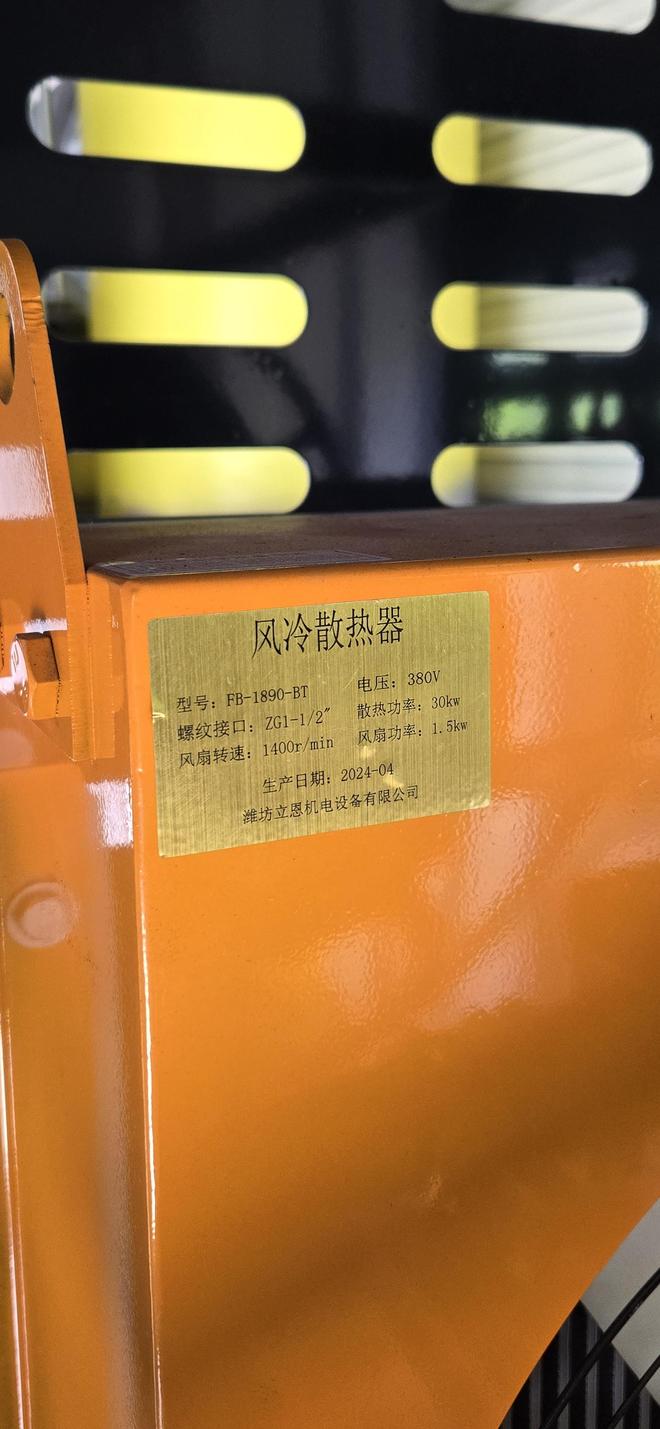 风冷散热器
型号：FB-1890-BT 电压：380V
螺纹接口：ZG1-1/2" 散热功率：30kw
风扇转速：1400r/min 风扇功率：1.5kw
生产日期：2024-04
潍坊立恩机电设备有限公司